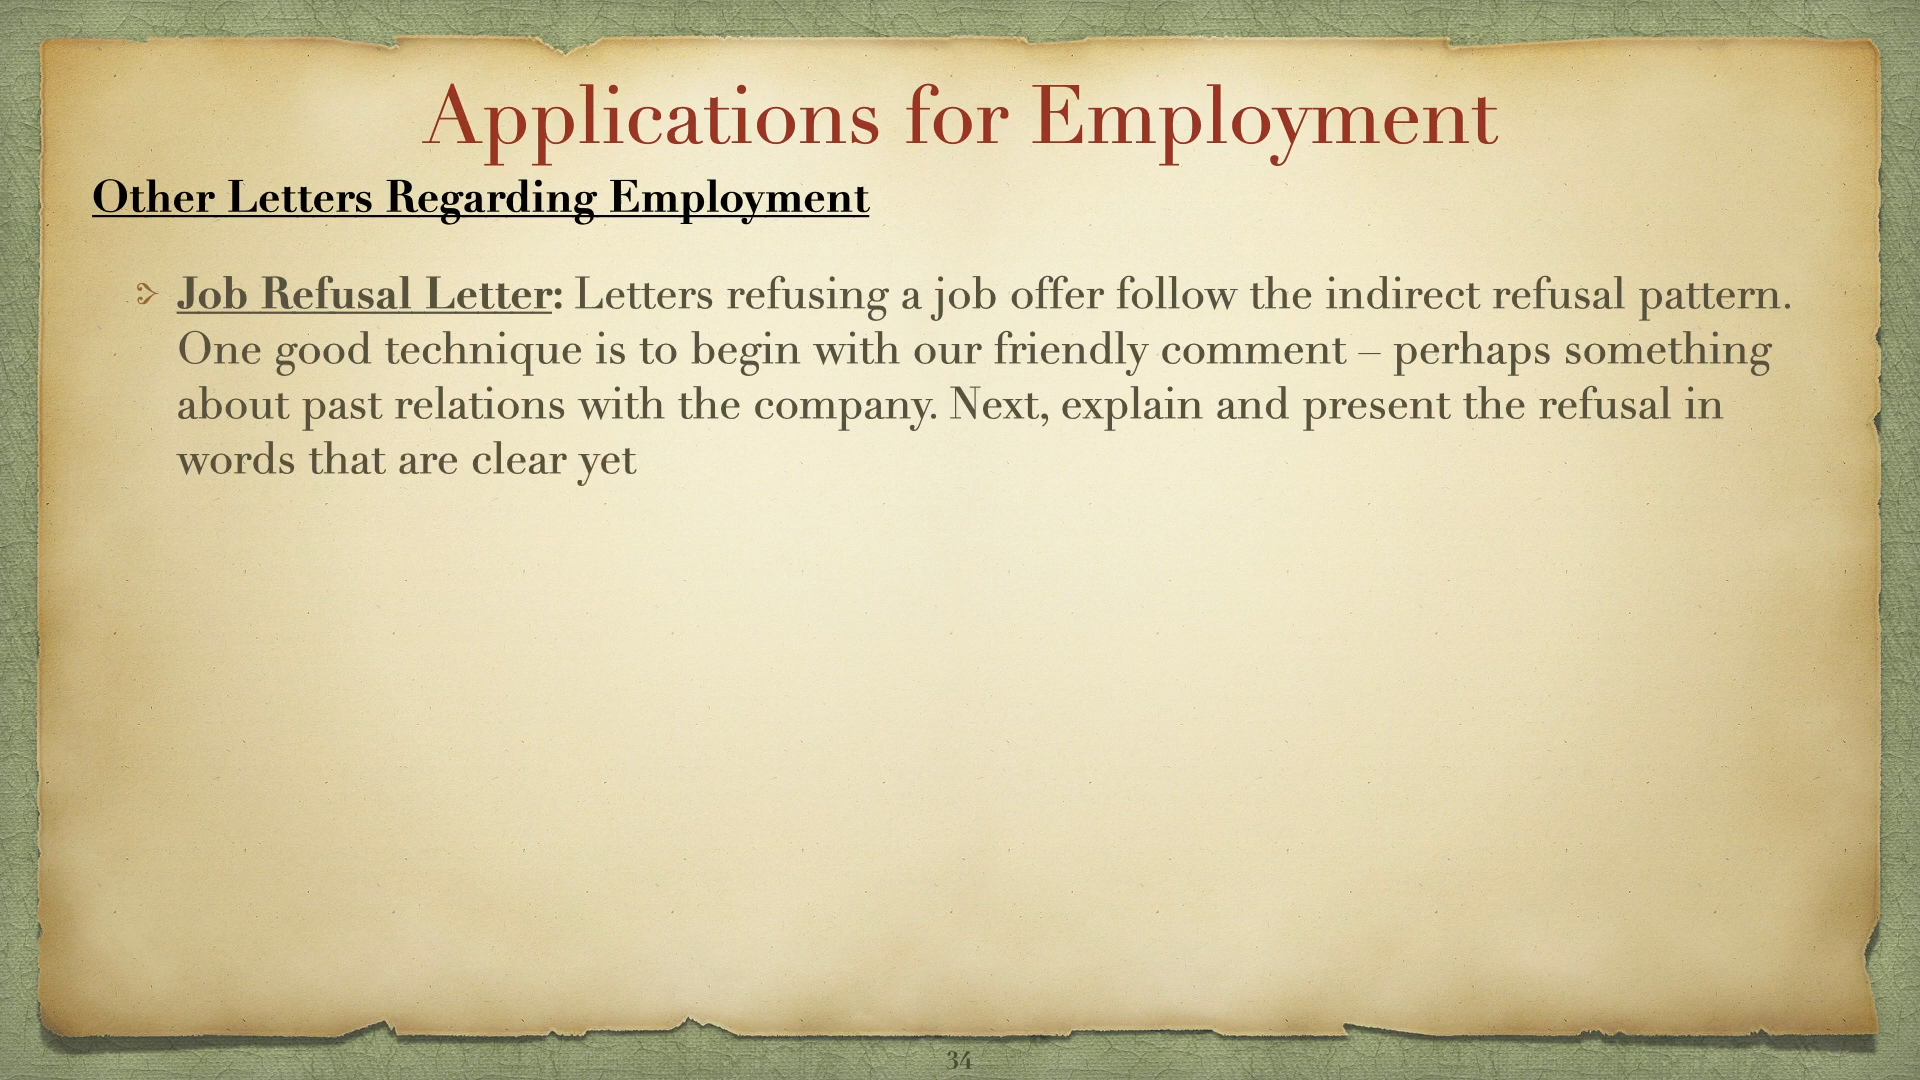 Applications for Employment
Other Letters Regarding Employment
Job Refusal Letter: Letters refusing a job offer follow the indirect refusal pattern.
One good technique is to begin with our friendly comment – perhaps something
about past relations with the company. Next, explain and present the refusal in
words that are clear yet
34